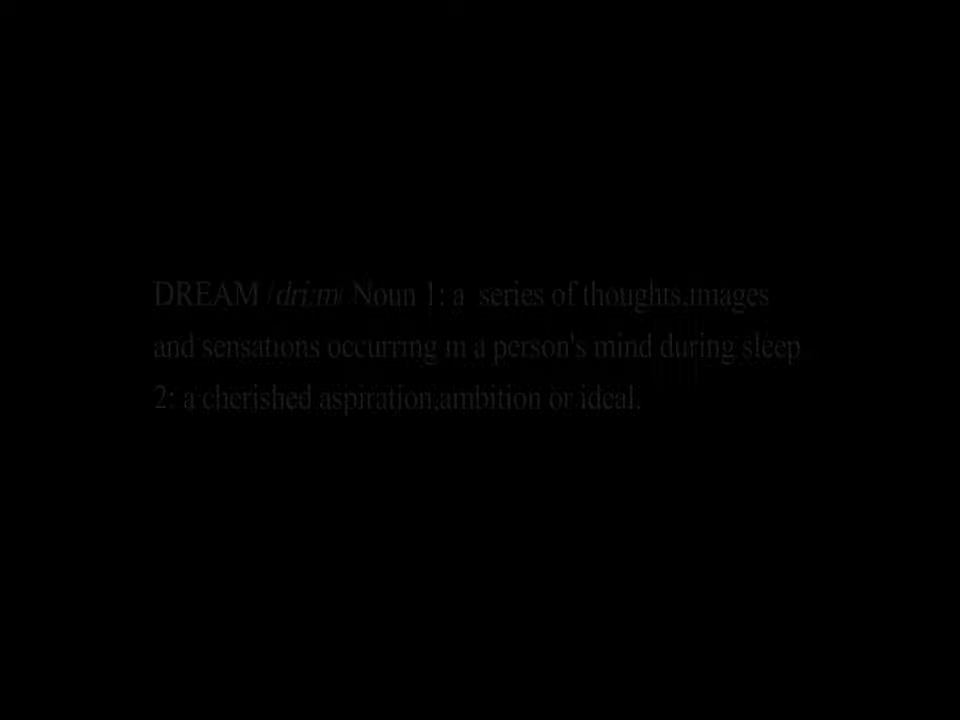 DREAM /dri:m/ Noun 1: a series of thoughts,images
and sensations occurring in a person's mind during sleep
2: a cherished aspiration,ambition or ideal.